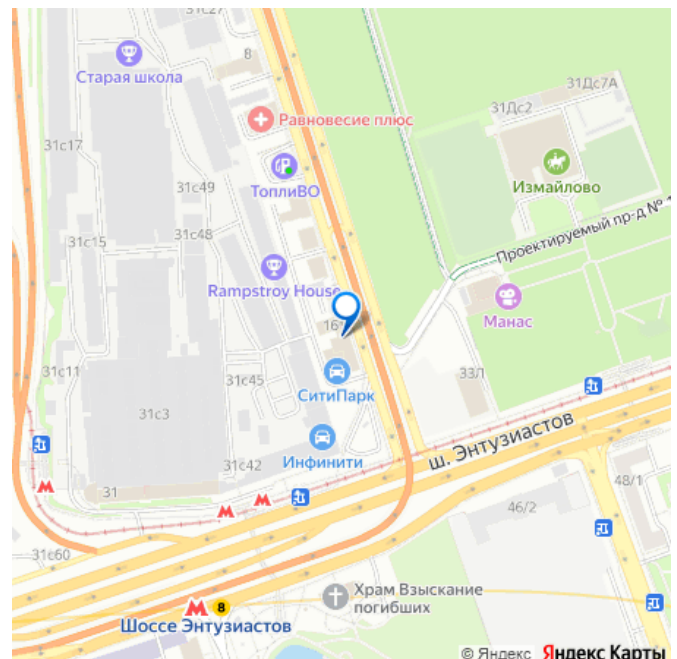 31с27
8
Старая школа
31Дс7А
31Дс2
Равновесие плюс
31с17
ТоплиВО
Измайлово
31с49
31с48
31с15
Проектируемый пр-д №
Rampstroy House
Манас
16
31с11
33Л
31с45
СитиПарк
31с3
ш. Энтузиастов
Инфинити
31с42
48/1
31
46/2
31с60
Храм Взыскание
погибших
8
Шоссе Энтузиастов
© Яндекс Яндекс Карты